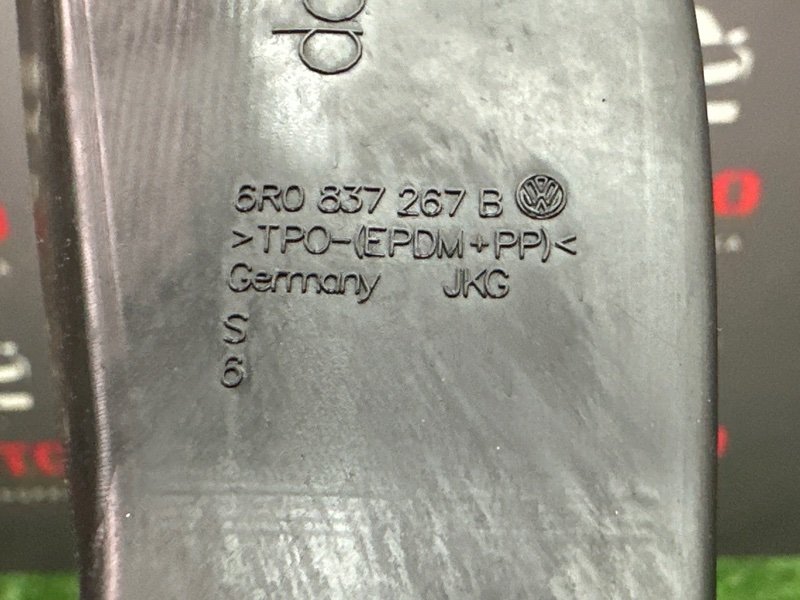 6R0 837 267 B
>TPO-(EPDM+PP)<
Germany JKG
S
6